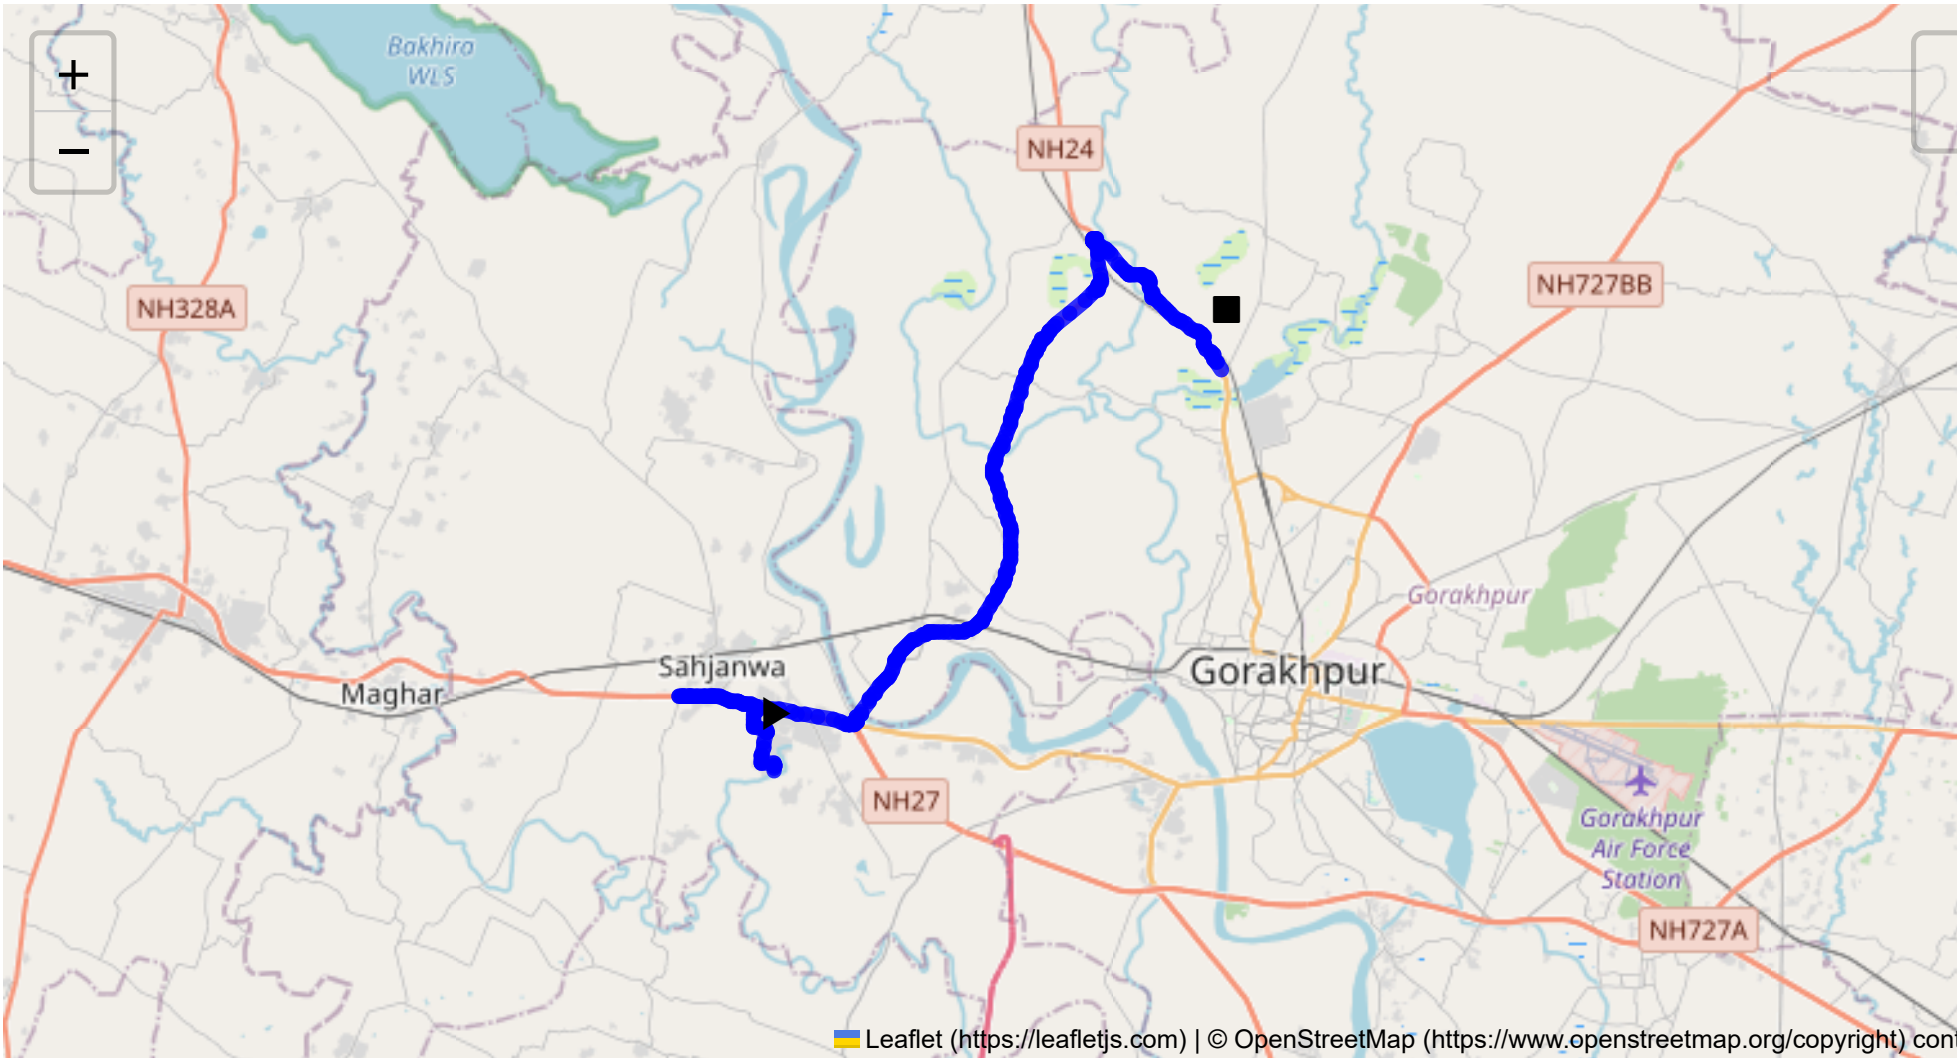 +
−
Bakhira
WLS
NH24
NH328A
NH727BB
Gorakhpur
Sahjanwa
Gorakhpur
Maghar
NH27
Gorakhpur
Air Force
Station
NH727A
Leaflet (https://leafletjs.com) | © OpenStreetMap (https://www.openstreetmap.org/copyright) con